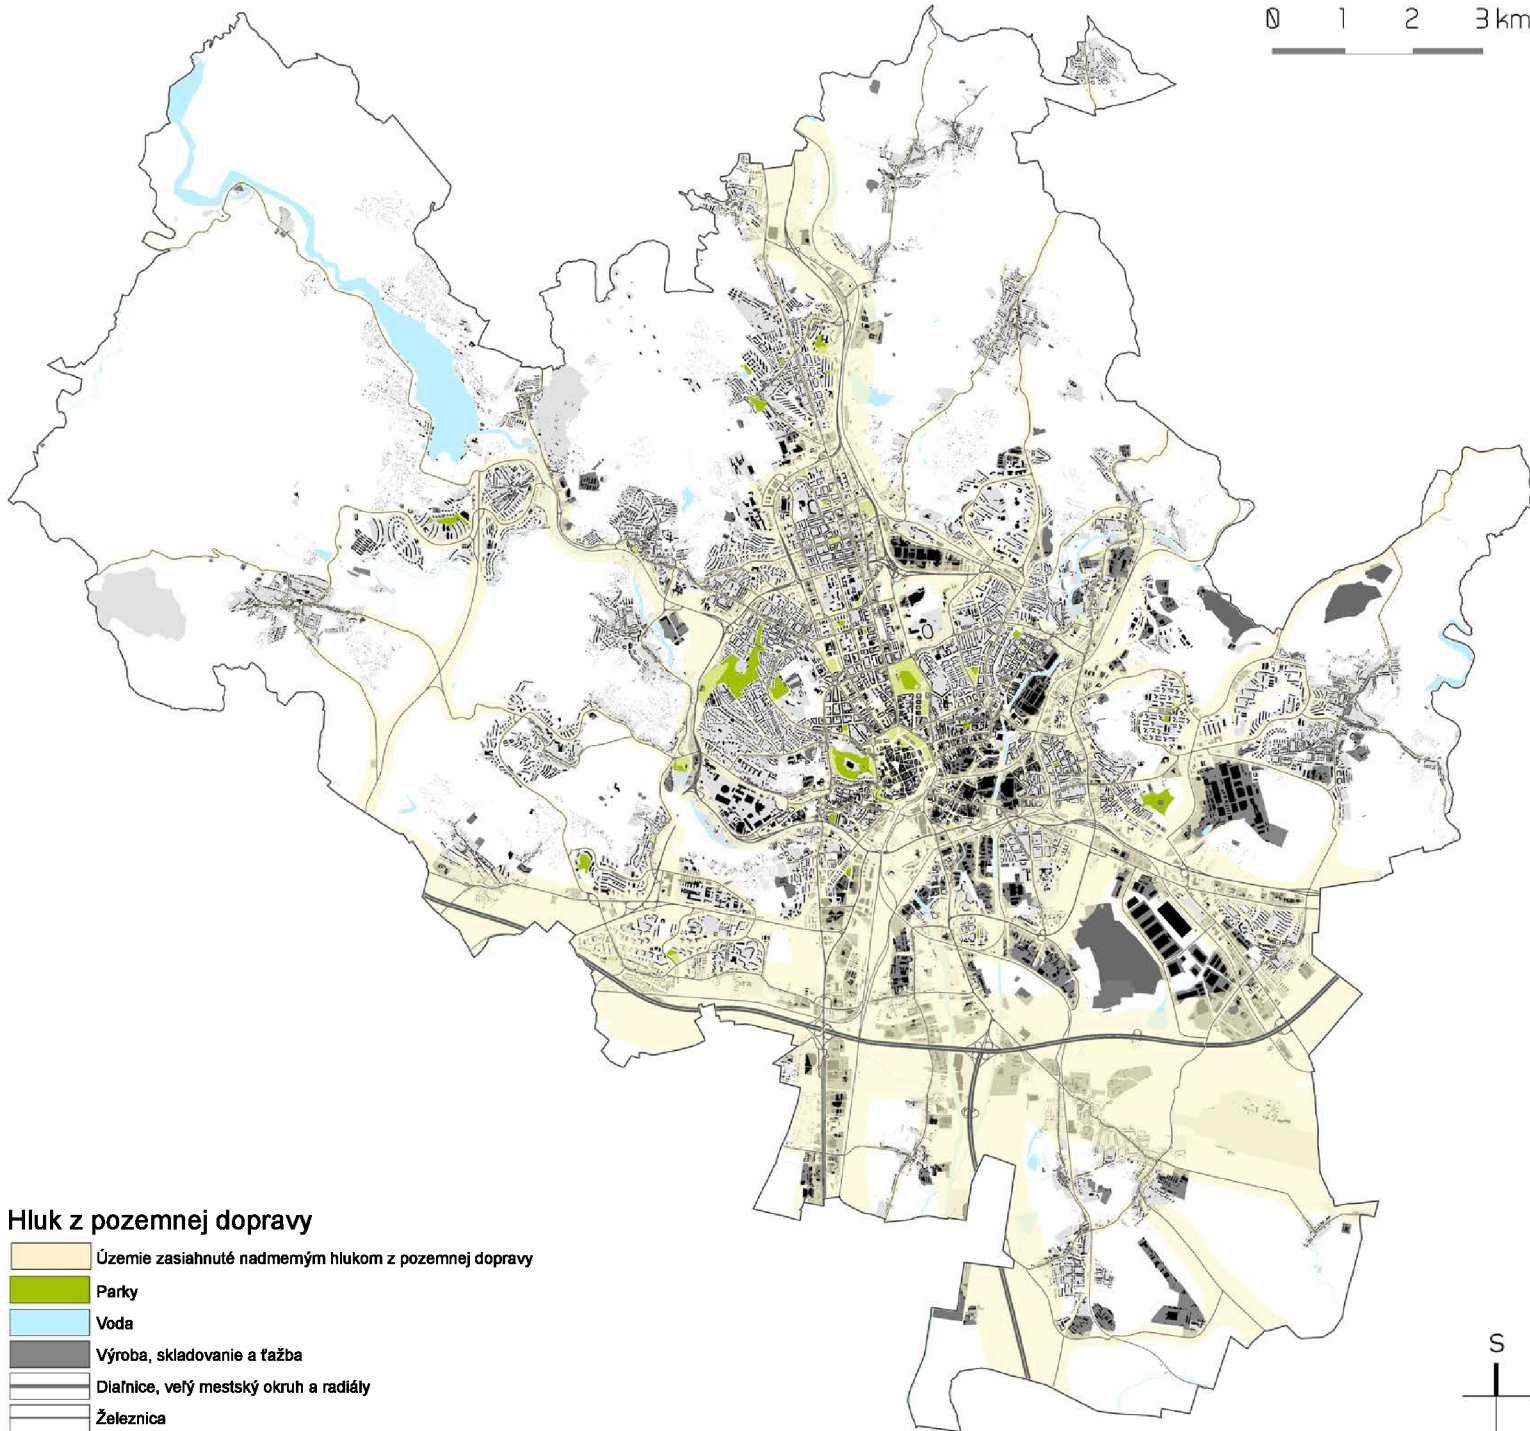 0 1 2 3 km
Hluk z pozemnej dopravy
Územie zasiahnuté nadmerným hlukom z pozemnej dopravy
Parky
Voda
Výroba, skladovanie a ťažba
Diaľnice, veľý mestský okruh a radiály
Železnica
S